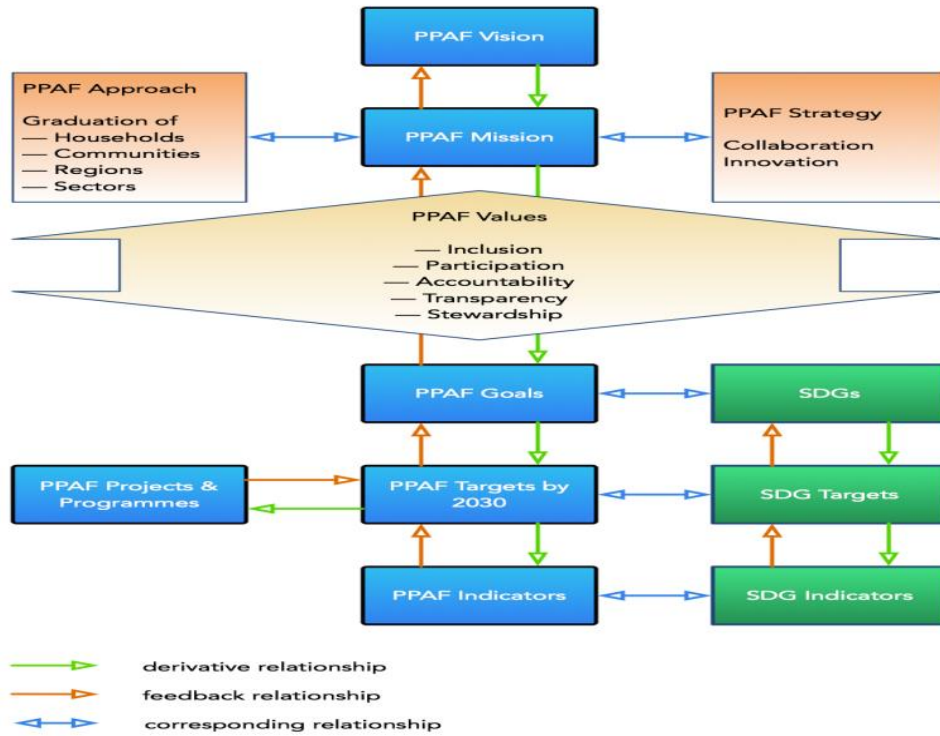 PPAF Vision
PPAF Approach
Graduation of
— Households
— Communities
— Regions
— Sectors
PPAF Mission
PPAF Strategy
Collaboration
Innovation
PPAF Values
— Inclusion
— Participation
— Accountability
— Transparency
— Stewardship
PPAF Goals
SDGs
PPAF Projects &
Programmes
PPAF Targets by
2030
SDG Targets
PPAF Indicators
SDG Indicators
derivative relationship
feedback relationship
corresponding relationship